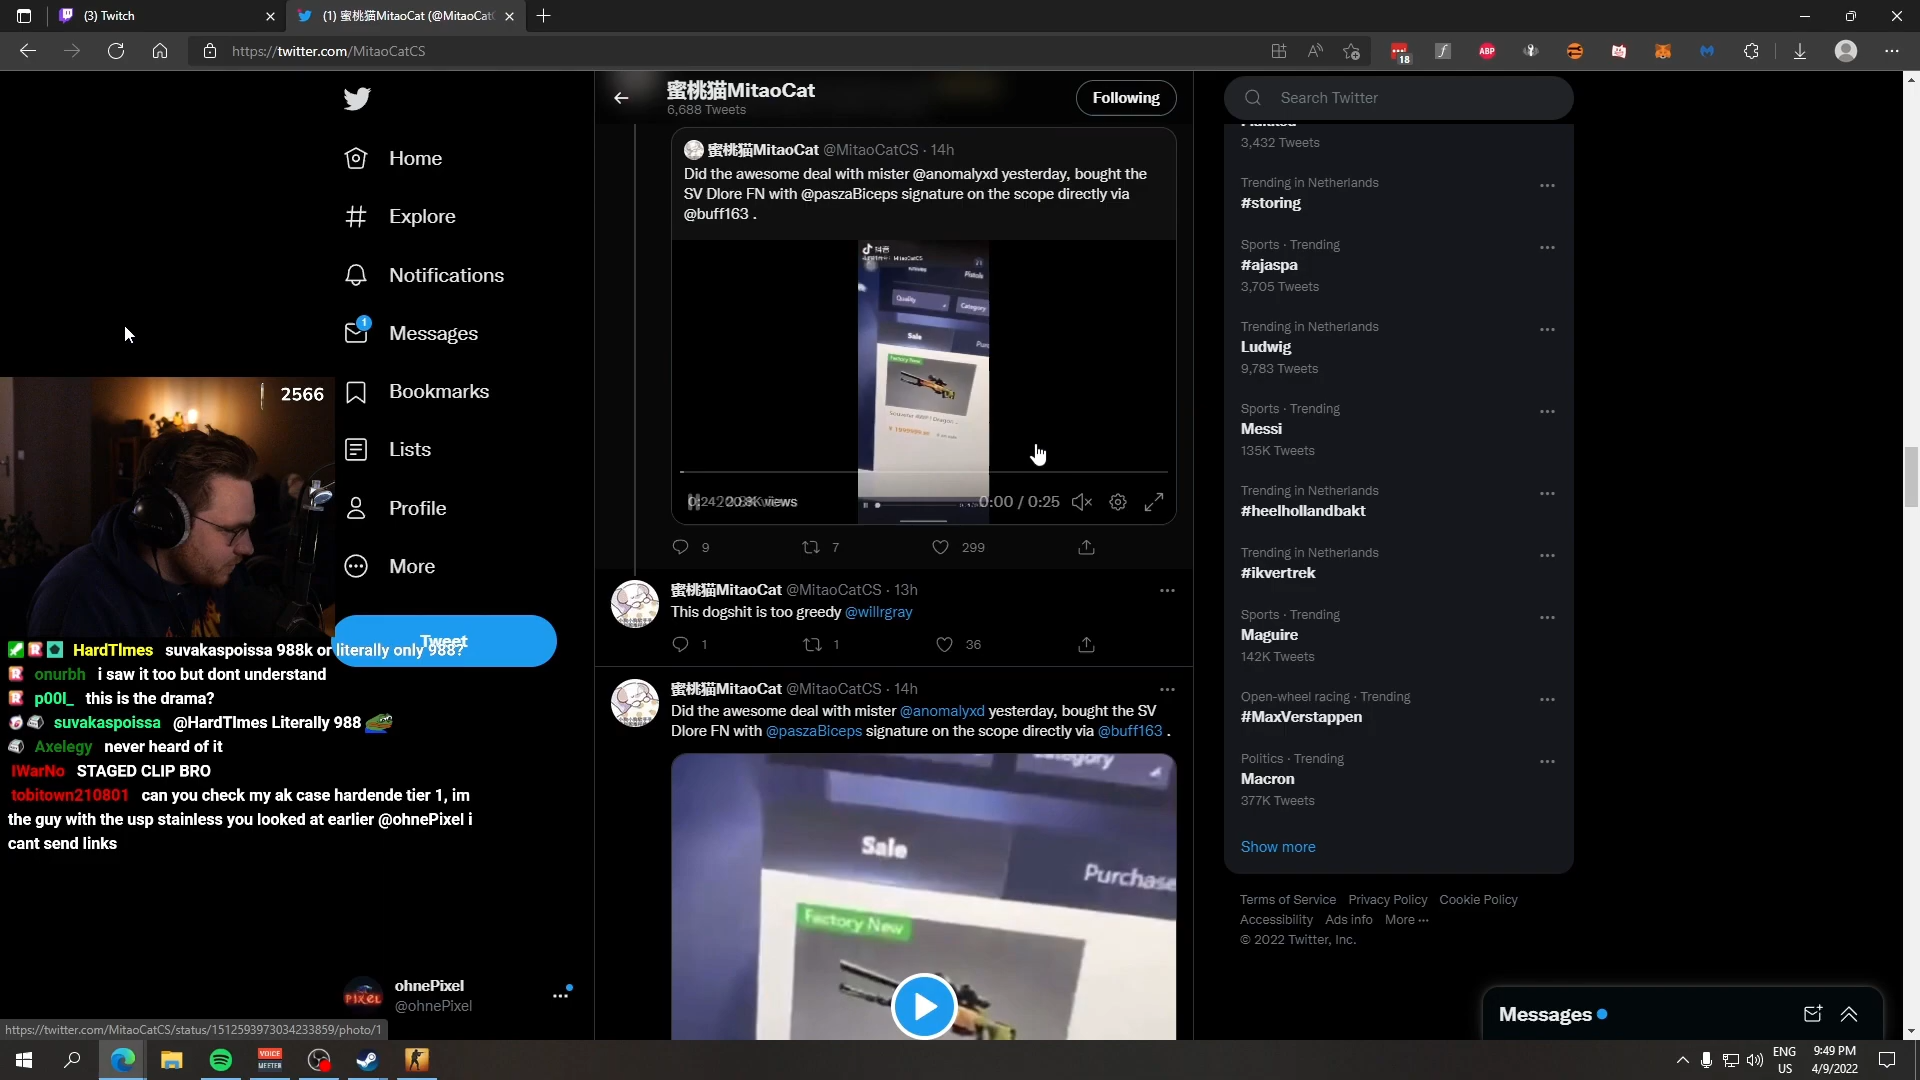 (3) Twitch
(1) 蜜桃猫MitaoCat (@MitaoCat
https://twitter.com/MitaoCatCS
18
ABP
Home
Explore
Notifications
1
Messages
Bookmarks
Lists
Profile
More
Tweet
2566
HardTImes suvakaspoissa 988k or literally only 988?
onurbh i saw it too but dont understand
p00l_ this is the drama?
suvakaspoissa @HardTImes Literally 988
Axelegy never heard of it
IWarNo STAGED CLIP BRO
tobitown210801 can you check my ak case hardende tier 1, im
the guy with the usp stainless you looked at earlier @ohnePixel i
cant send links
PIXEL
ohnePixel
@ohnePixel
https://twitter.com/MitaoCatCS/status/1512593973034233859/photo/1
蜜桃猫MitaoCat
6,688 Tweets
Following
蜜桃猫MitaoCat @MitaoCatCS · 14h
Did the awesome deal with mister @anomalyxd yesterday, bought the
SV Dlore FN with @paszaBiceps signature on the scope directly via
@buff163 .
Pistols
Quality
Category
Sale
Factory New
views
0:00 / 0:25
9
7
299
蜜桃猫MitaoCat @MitaoCatCS · 13h
This dogshit is too greedy @willrgray
1
1
36
蜜桃猫MitaoCat @MitaoCatCS · 14h
Did the awesome deal with mister @anomalyxd yesterday, bought the SV
Dlore FN with @paszaBiceps signature on the scope directly via @buff163 .
Category
Sale
Purchase
Factory New
Search Twitter
3,432 Tweets
Trending in Netherlands
#storing
Sports · Trending
#ajaspa
3,705 Tweets
Trending in Netherlands
Ludwig
9,783 Tweets
Sports · Trending
Messi
135K Tweets
Trending in Netherlands
#heelhollandbakt
Trending in Netherlands
#ikvertrek
Sports · Trending
Maguire
142K Tweets
Open-wheel racing · Trending
#MaxVerstappen
Politics · Trending
Macron
377K Tweets
Show more
Terms of Service Privacy Policy Cookie Policy
Accessibility Ads info More ···
© 2022 Twitter, Inc.
Messages
VOICE
MEETER
ENG
US
9:49 PM
4/9/2022